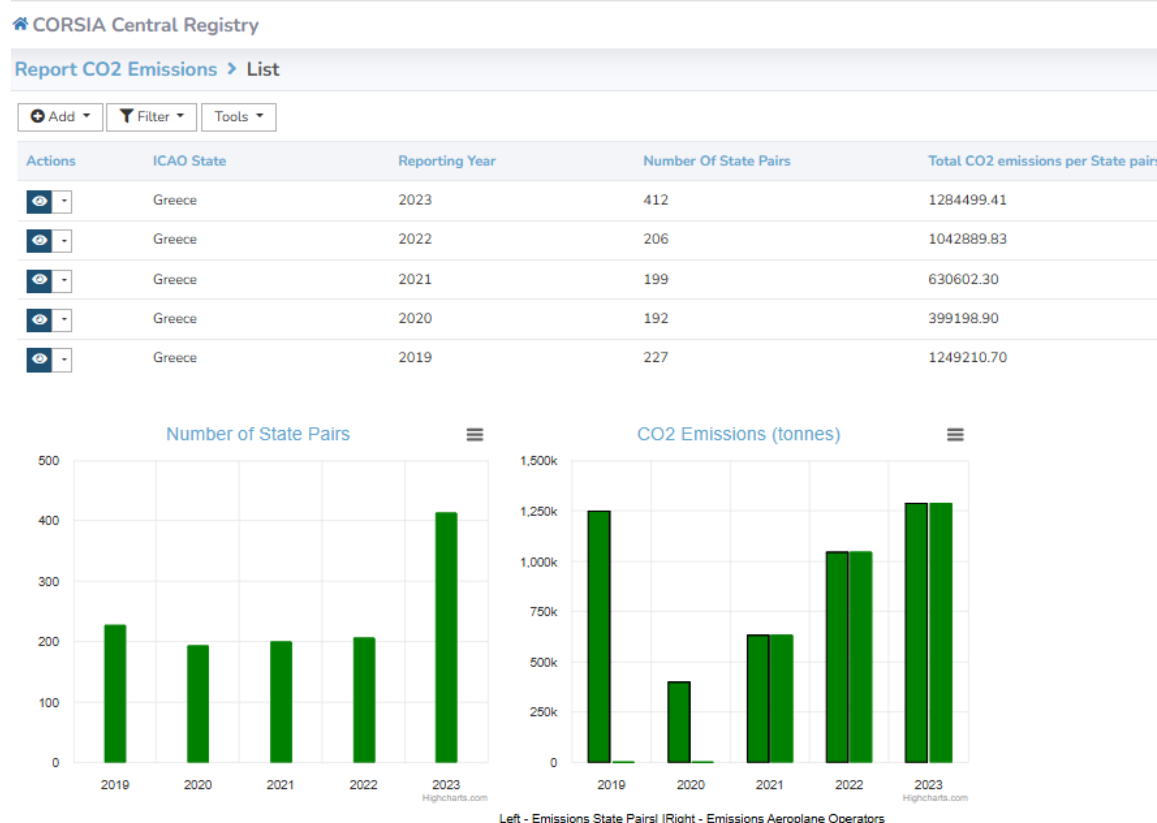 CORSIA Central Registry
Report CO2 Emissions > List
Add Filter Tools
Actions ICAO State Reporting Year Number Of State Pairs Total CO2 emissions per State pairs
Greece 2023 412 1284499.41
Greece 2022 206 1042889.83
Greece 2021 199 630602.30
Greece 2020 192 399198.90
Greece 2019 227 1249210.70
Number of State Pairs
500
400
300
200
100
0
2019 2020 2021 2022 2023
Highcharts.com
CO2 Emissions (tonnes)
1,500k
1,250k
1,000k
750k
500k
250k
0
2019 2020 2021 2022 2023
Highcharts.com
Left - Emissions State Pairs| |Right - Emissions Aeroplane Operators